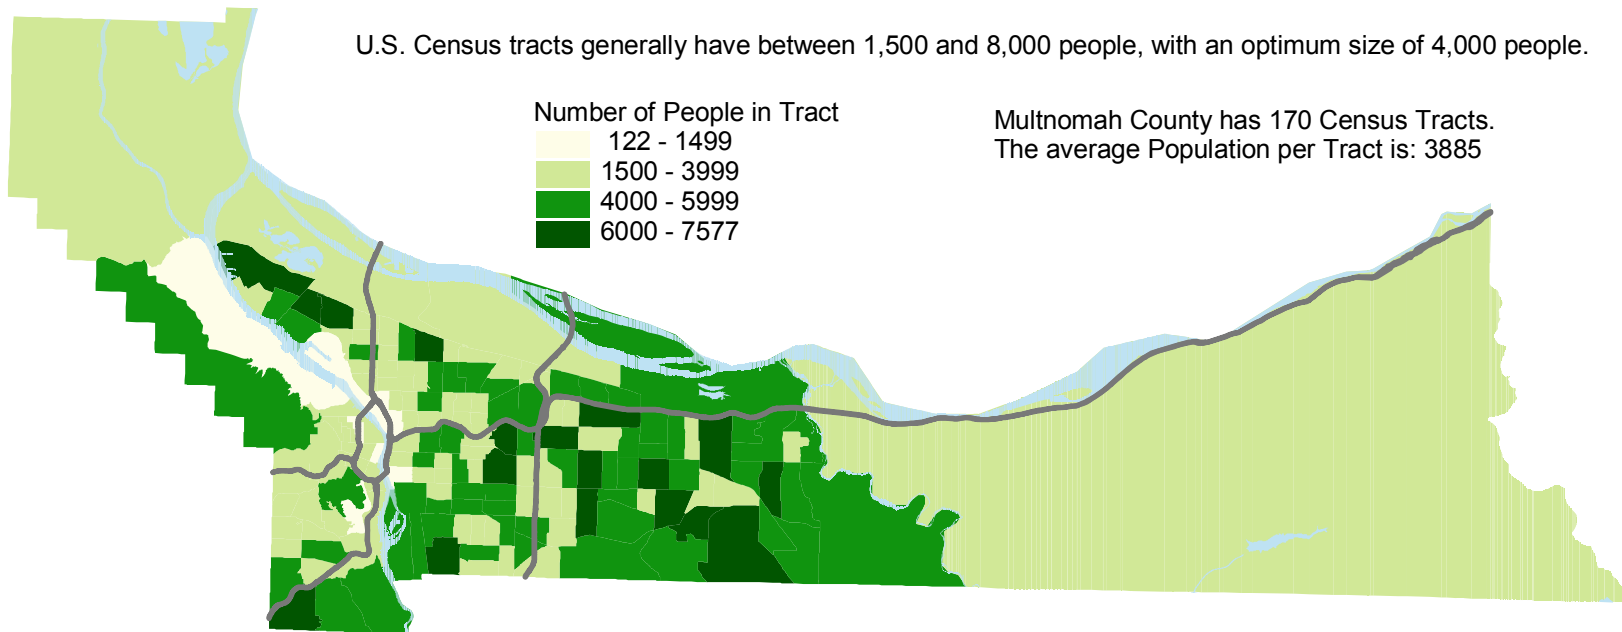 U.S. Census tracts generally have between 1,500 and 8,000 people, with an optimum size of 4,000 people.
Number of People in Tract
122 - 1499
1500 - 3999
4000 - 5999
6000 - 7577
Multnomah County has 170 Census Tracts.
The average Population per Tract is: 3885